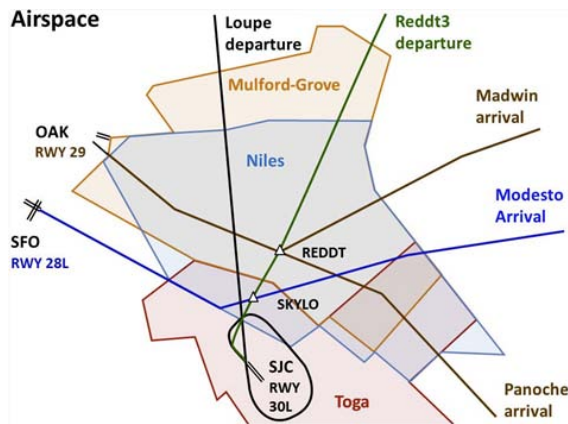 Airspace
Loupe
departure
Reddt3
departure
Mulford-Grove
Madwin
arrival
OAK
RWY 29
Niles
Modesto
Arrival
SFO
RWY 28L
REDDT
SKYLO
SJC
RWY
30L
Toga
Panoche
arrival